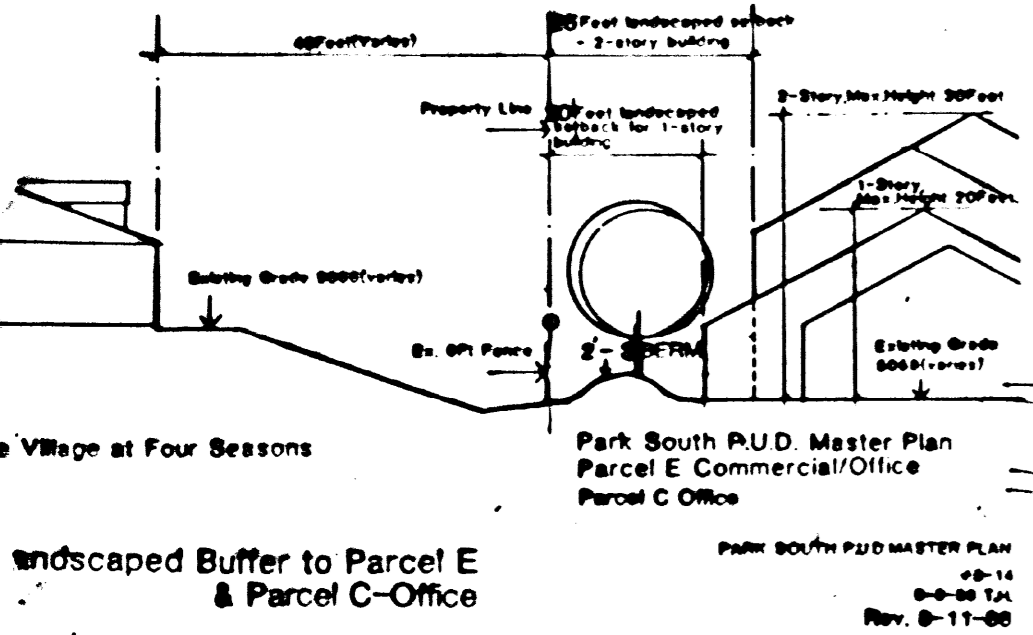 Feet landscaped setback
- 2-story building
Feet(Varies)
Property Line
Feet landscaped
setback for 1-story
building
2-Story, Max. Height 30Feet
1-Story,
Max. Height 20Feet.
Existing Grade (varies)
Ex. 6Ft Fence
2'- BERM
Existing Grade
(varies)
Village at Four Seasons
Park South P.U.D. Master Plan
Parcel E Commercial/Office
Parcel C Office
andscaped Buffer to Parcel E
& Parcel C-Office
PARK SOUTH P.U.D MASTER PLAN
Rev.